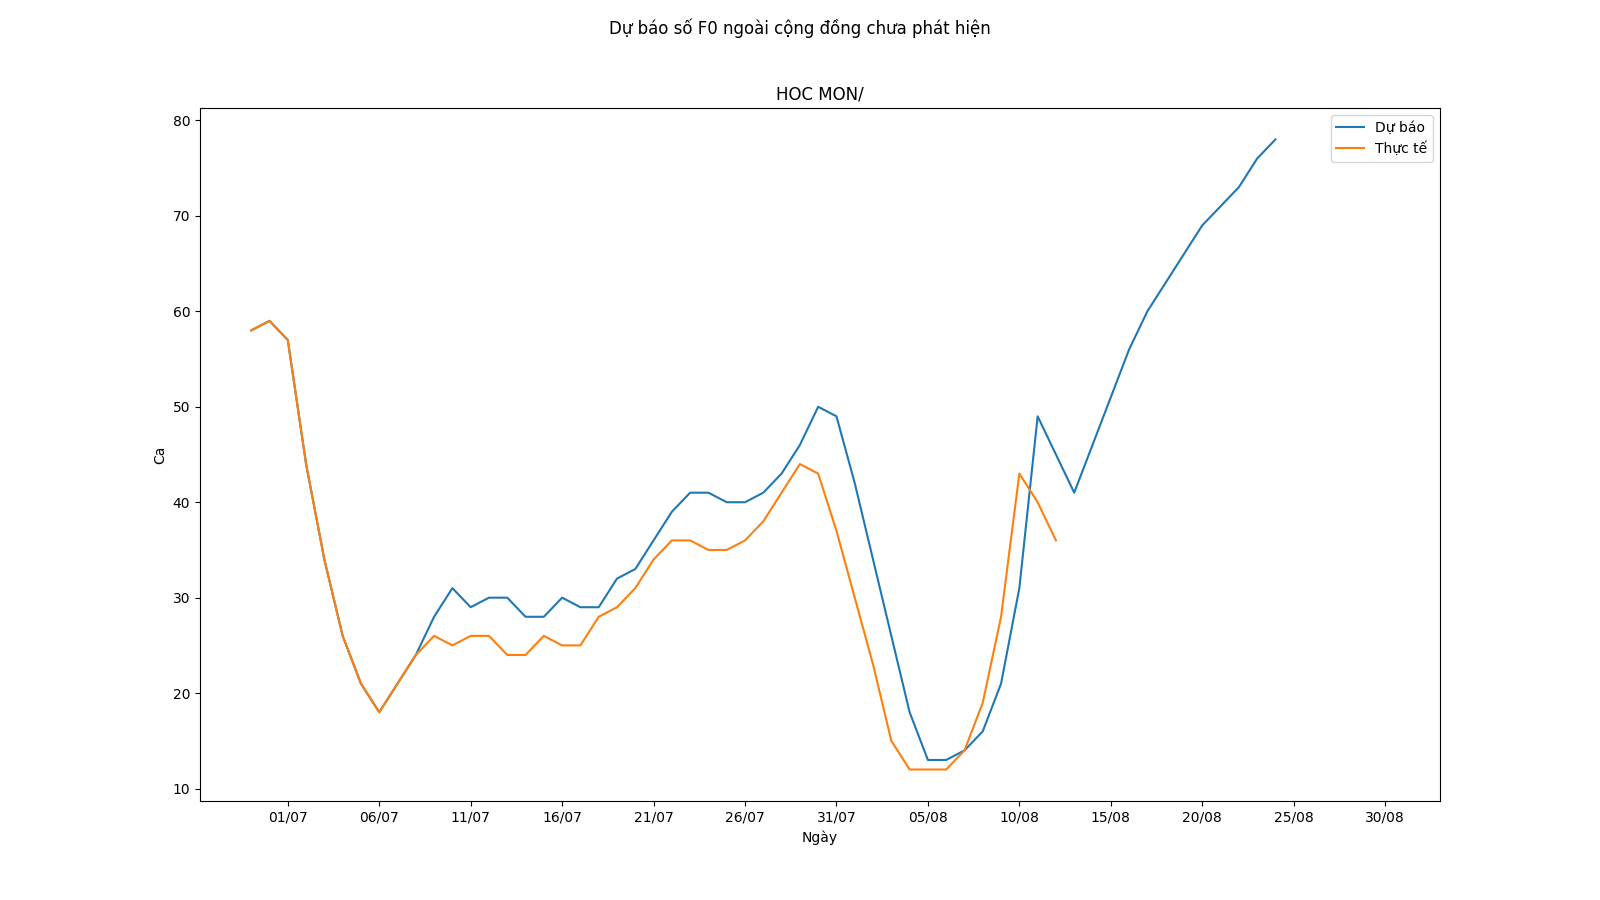 Dự báo số F0 ngoài cộng đồng chưa phát hiện
HOC MON/
Dự báo
Thực tế
80
70
60
50
40
30
20
10
Ca
01/07 06/07 11/07 16/07 21/07 26/07 31/07 05/08 10/08 15/08 20/08 25/08 30/08
Ngày